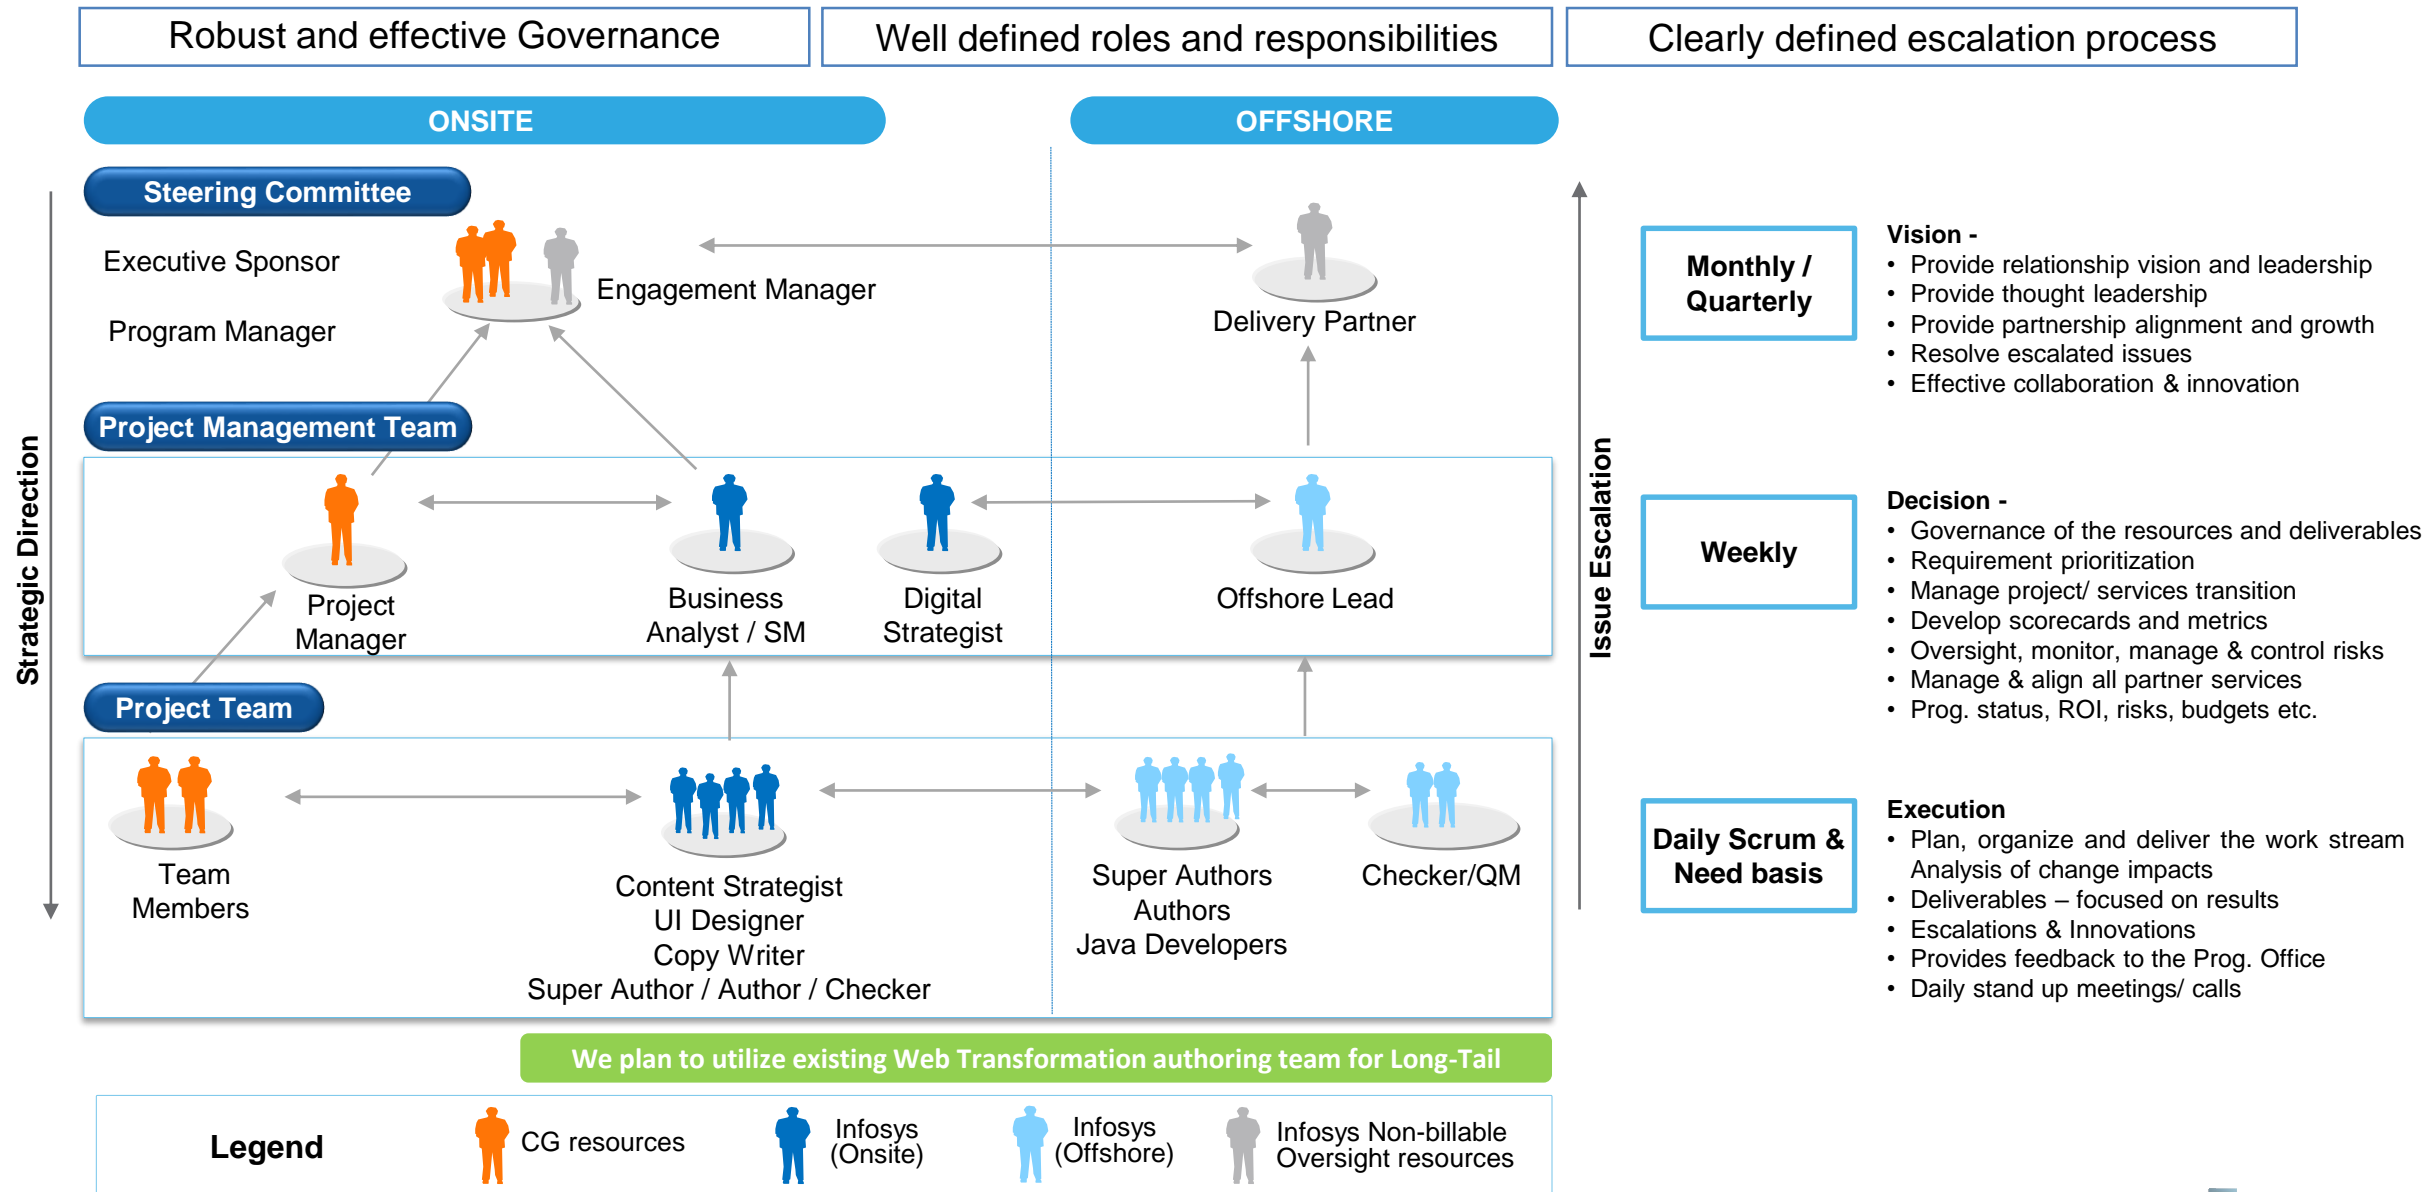 Robust and effective Governance
Well defined roles and responsibilities
Clearly defined escalation process
ONSITE
OFFSHORE
Strategic Direction
Steering Committee
Executive Sponsor
Program Manager
Engagement Manager
Delivery Partner
Project Management Team
Project
Manager
Business
Analyst / SM
Digital
Strategist
Offshore Lead
Project Team
Team
Members
Content Strategist
UI Designer
Copy Writer
Super Author / Author / Checker
Super Authors
Authors
Java Developers
Checker/QM
Issue Escalation
Monthly /
Quarterly
Vision -
• Provide relationship vision and leadership
• Provide thought leadership
• Provide partnership alignment and growth
• Resolve escalated issues
• Effective collaboration & innovation
Weekly
Decision -
• Governance of the resources and deliverables
• Requirement prioritization
• Manage project/ services transition
• Develop scorecards and metrics
• Oversight, monitor, manage & control risks
• Manage & align all partner services
• Prog. status, ROI, risks, budgets etc.
Daily Scrum &
Need basis
Execution
• Plan, organize and deliver the work stream
Analysis of change impacts
• Deliverables – focused on results
• Escalations & Innovations
• Provides feedback to the Prog. Office
• Daily stand up meetings/ calls
We plan to utilize existing Web Transformation authoring team for Long-Tail
Legend
CG resources
Infosys
(Onsite)
Infosys
(Offshore)
Infosys Non-billable
Oversight resources